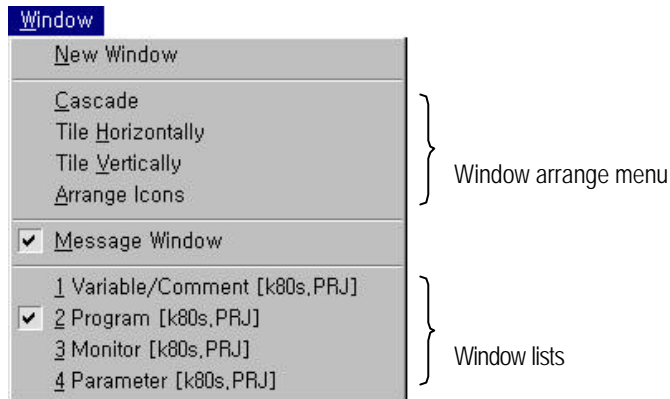 Window
New Window
Cascade
Tile Horizontally
Tile Vertically
Arrange Icons
Window arrange menu
Message Window
1 Variable/Comment [k80s,PRJ]
2 Program [k80s,PRJ]
3 Monitor [k80s,PRJ]
4 Parameter [k80s,PRJ]
Window lists